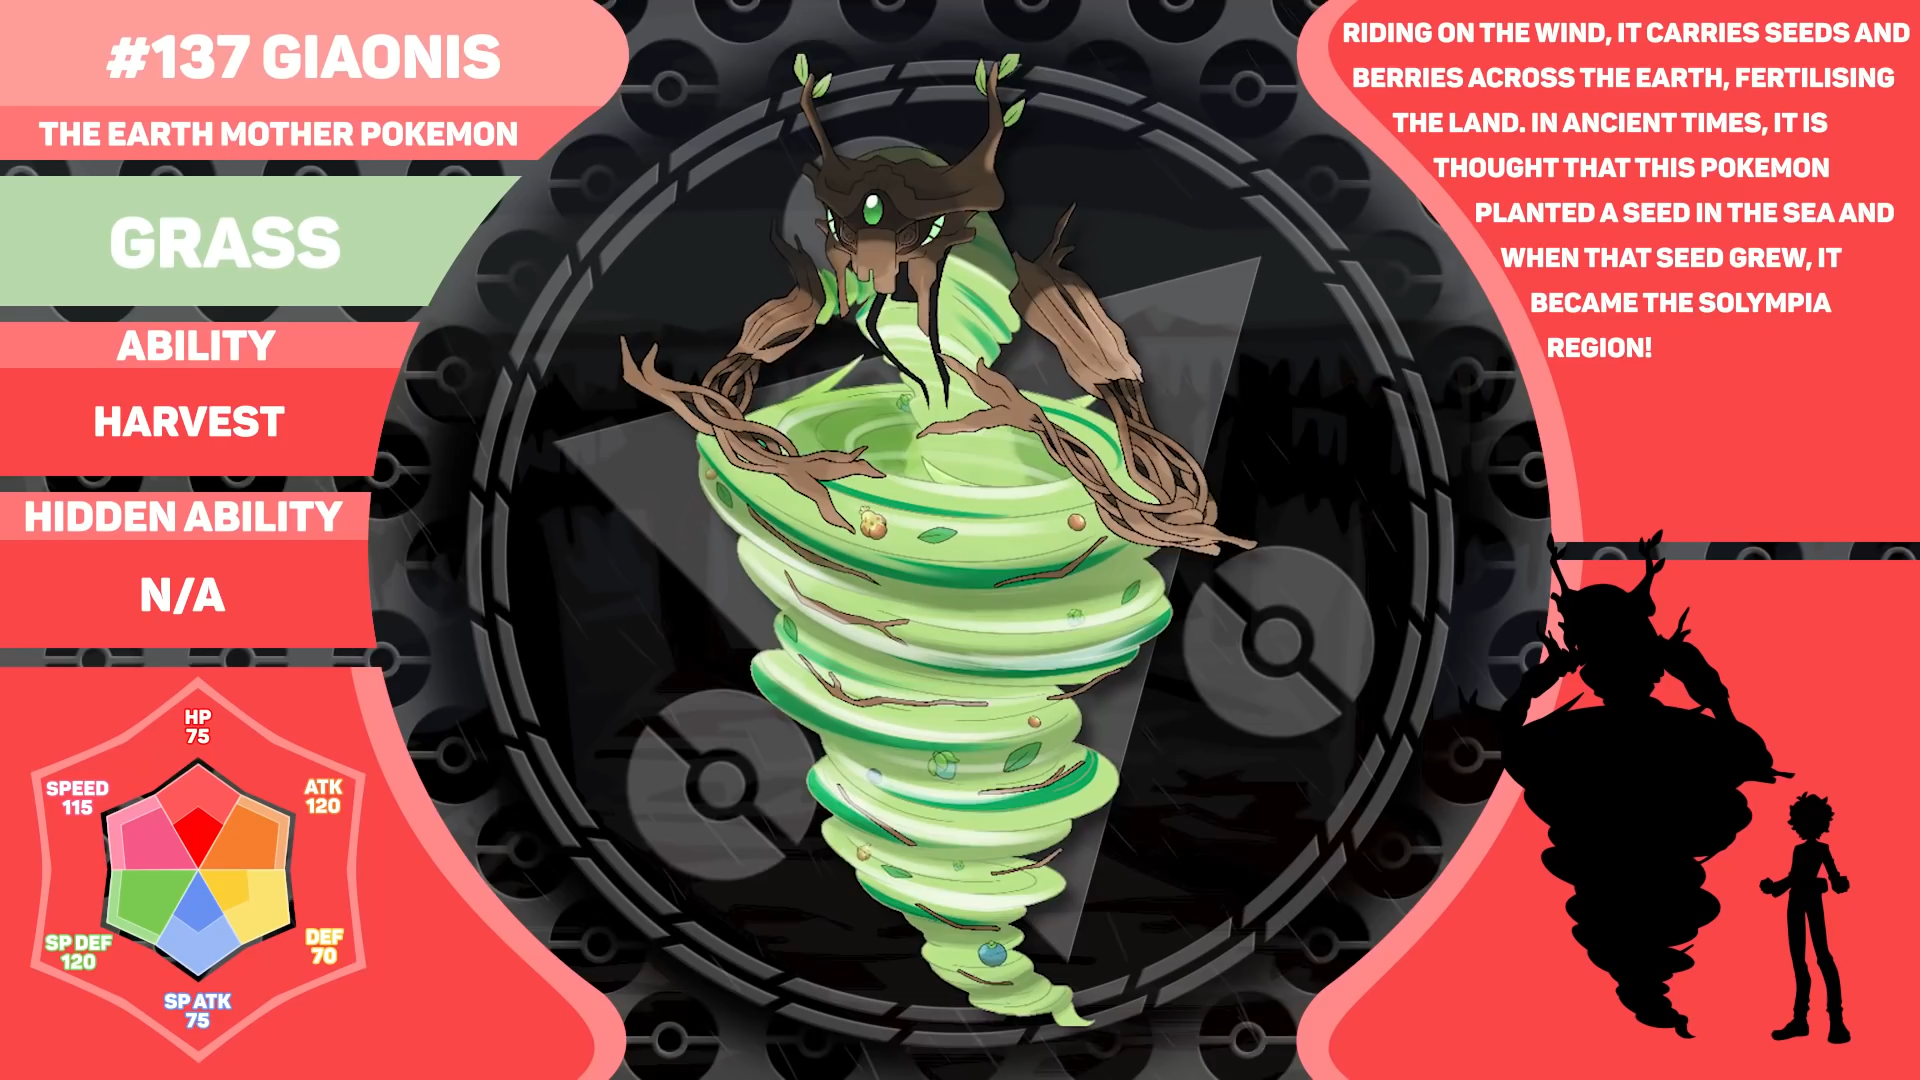 #137 GIAONIS
THE EARTH MOTHER POKEMON
GRASS
ABILITY
HARVEST
HIDDEN ABILITY
N/A
HP
75
SPEED
115
ATK
120
SP DEF
120
DEF
70
SP ATK
75
RIDING ON THE WIND, IT CARRIES SEEDS AND
BERRIES ACROSS THE EARTH, FERTILISING
THE LAND. IN ANCIENT TIMES, IT IS
THOUGHT THAT THIS POKEMON
PLANTED A SEED IN THE SEA AND
WHEN THAT SEED GREW, IT
BECAME THE SOLYMPIA
REGION!